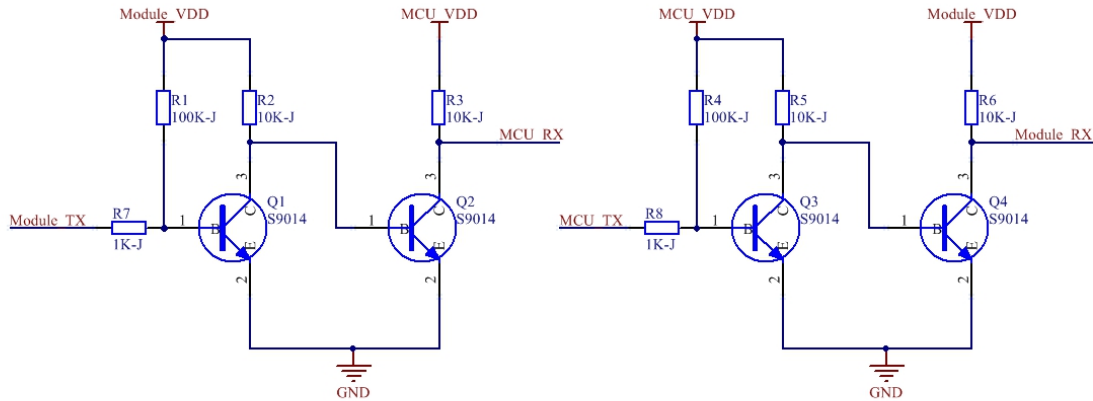 Module_VDD
MCU_VDD
MCU_VDD
Module_VDD
R1
100K-J
R2
10K-J
R3
10K-J
R4
100K-J
R5
10K-J
R6
10K-J
MCU_RX
Module_RX
3
3
3
3
Q1
S9014
Q2
S9014
Q3
S9014
Q4
S9014
C
C
C
C
Module_TX
R7
1K-J
1
B
1
B
MCU_TX
R8
1K-J
1
B
1
B
E
E
E
E
2
2
2
2
GND
GND